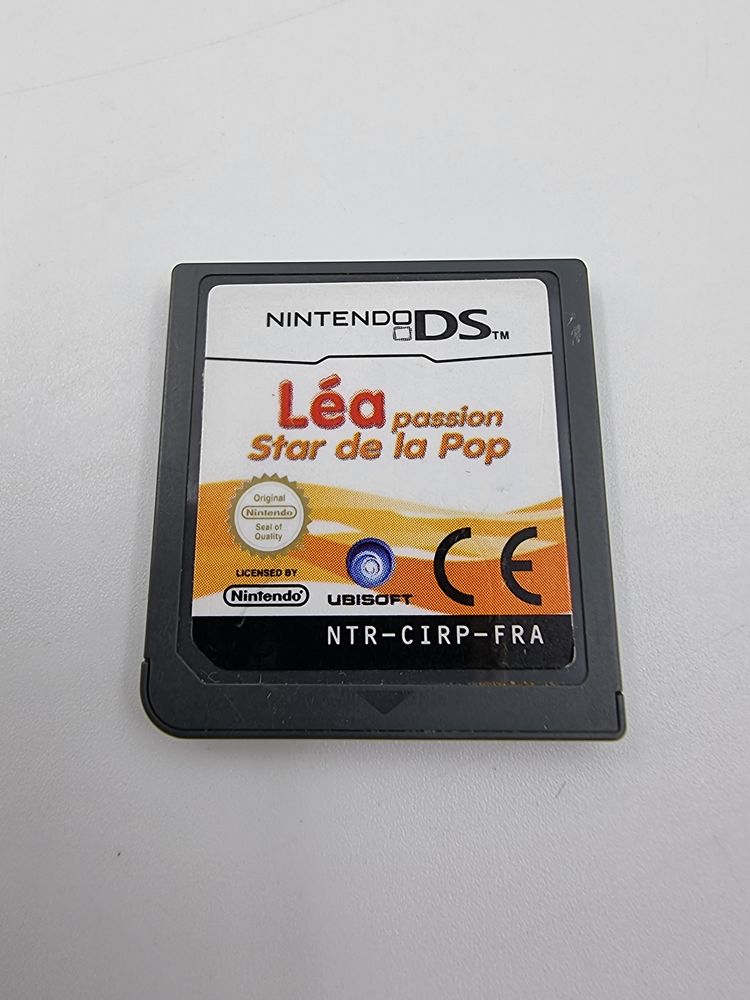 NINTENDO DS™
Léa passion
Star de la Pop
Original
Nintendo
Seal of
Quality
LICENSED BY
Nintendo®
UBISOFT
CE
NTR-CIRP-FRA